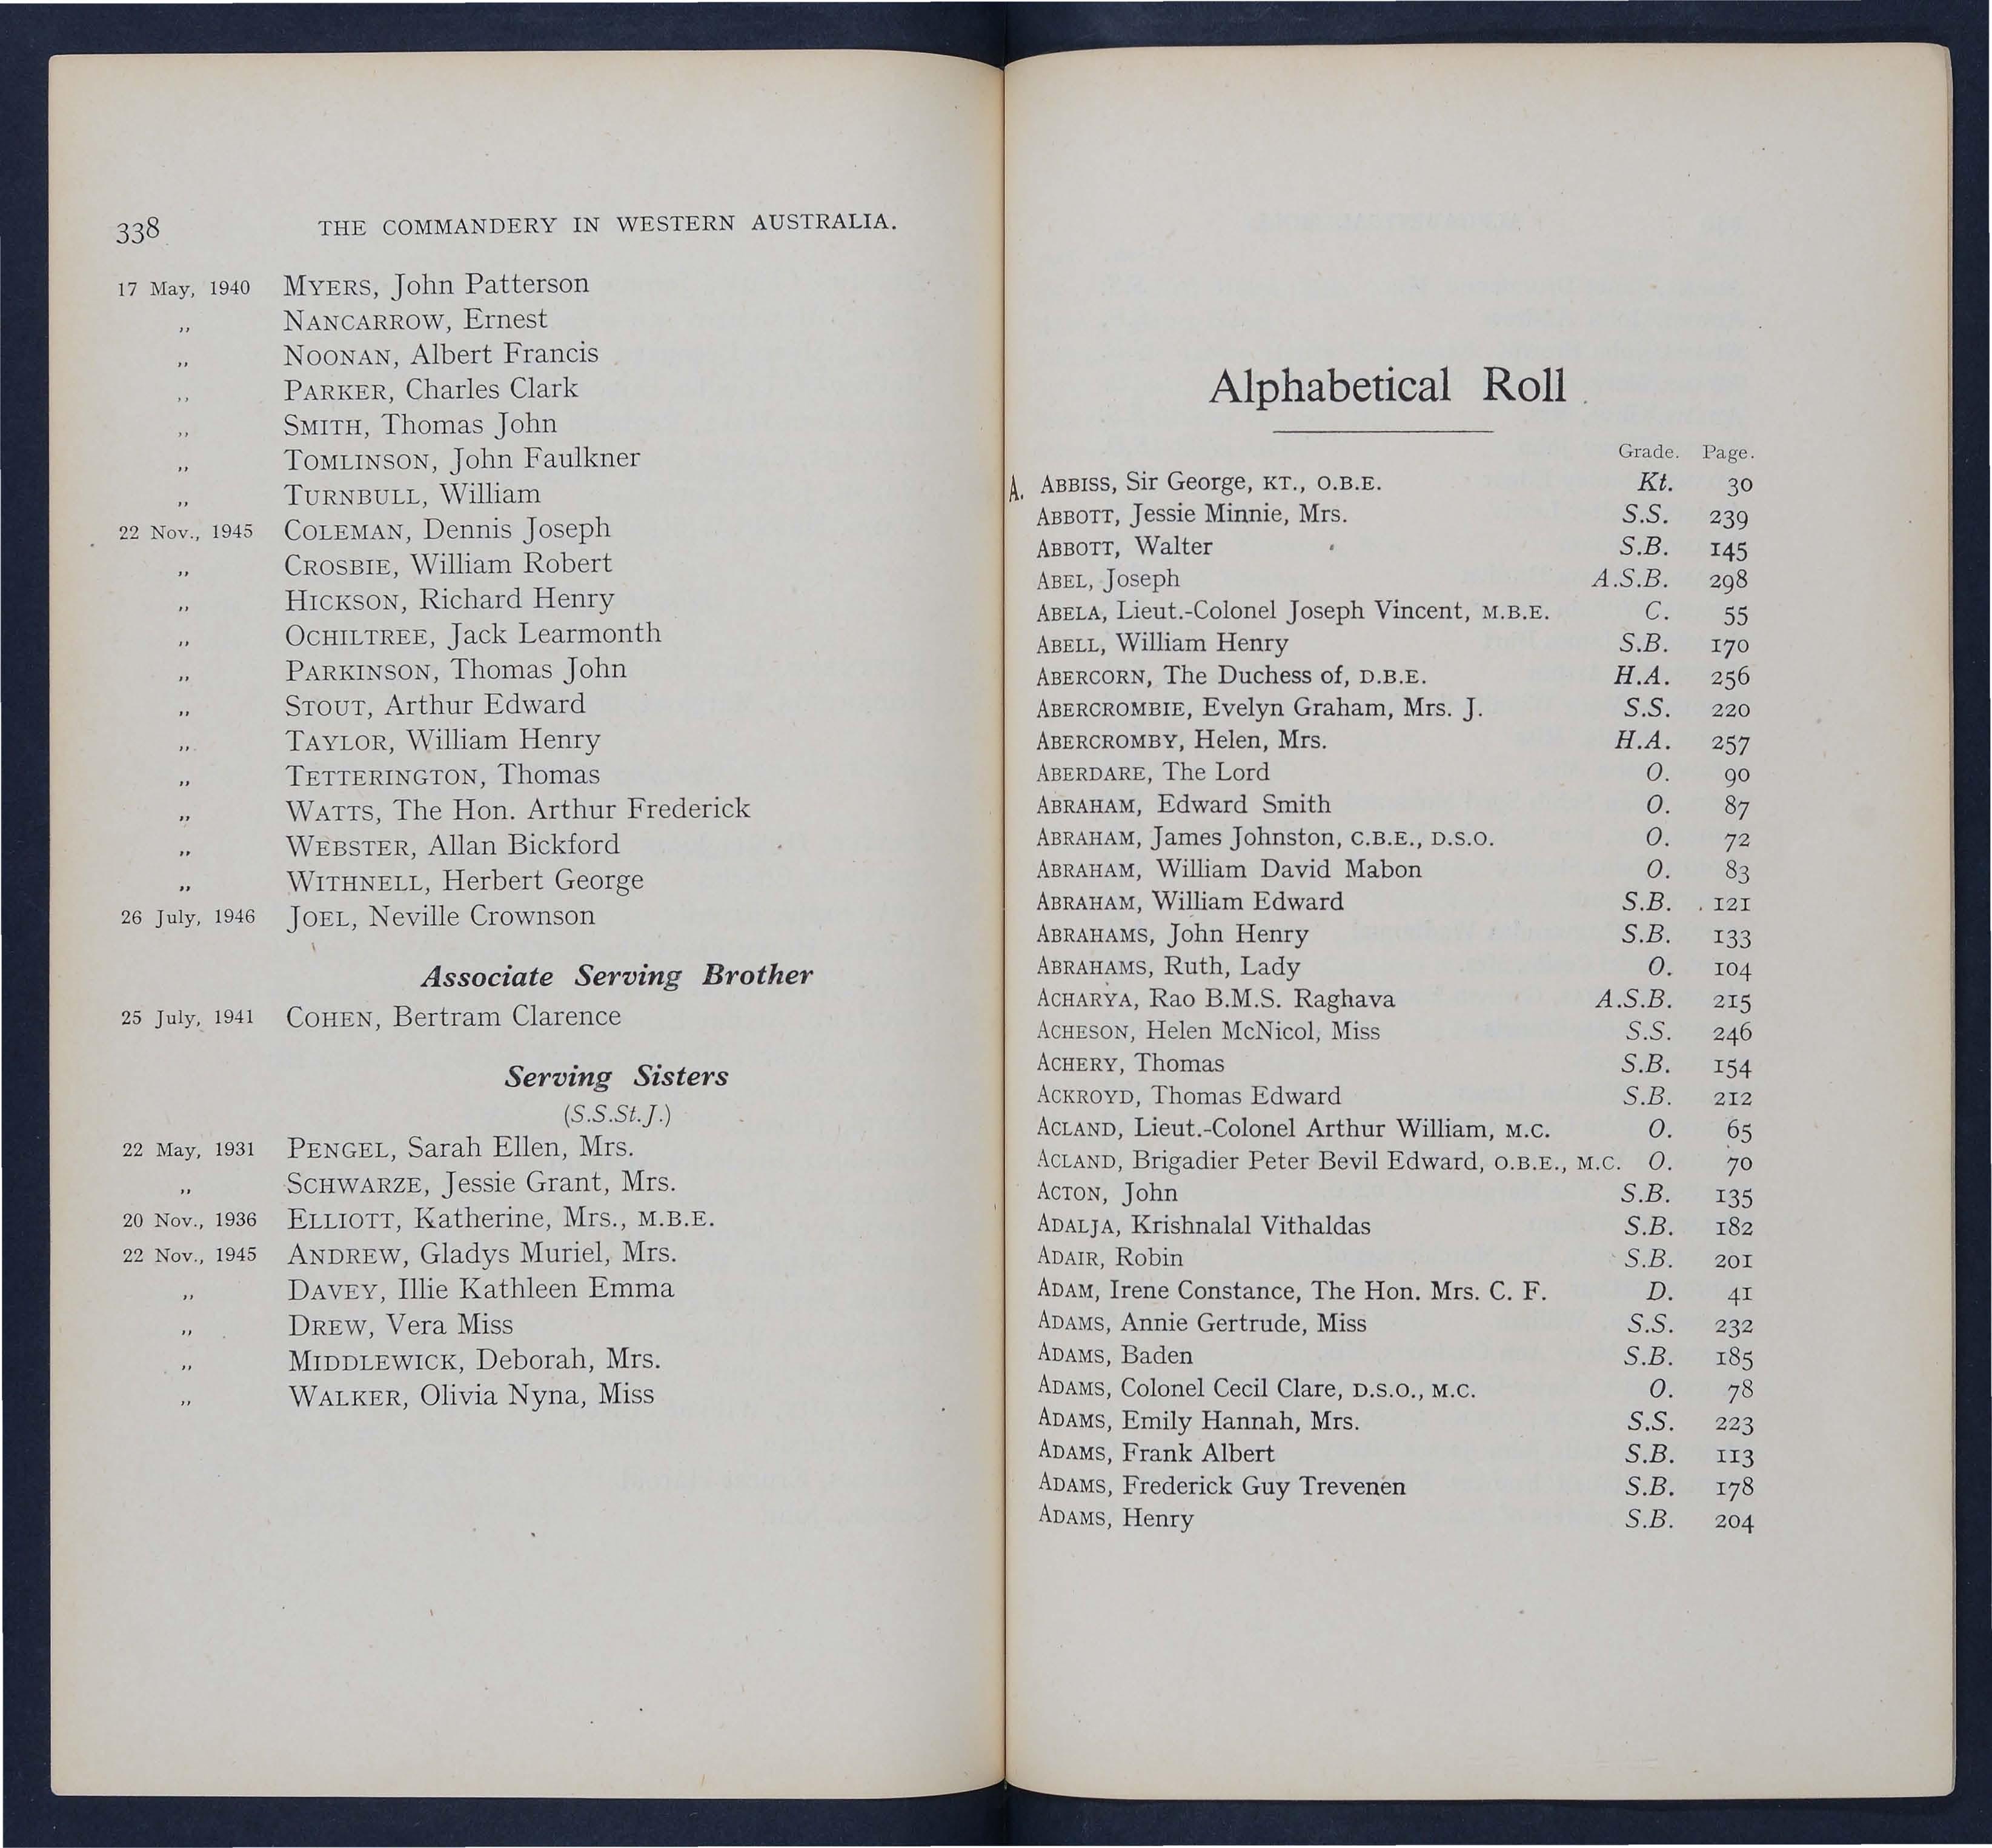 338 THE COMMANDERY IN WESTERN AUSTRALIA.
17 May, 1940 MYERS, John Patterson
,, NANCARROW, Ernest
,, NOONAN, Albert Francis
,, PARKER, Charles Clark
,, SMITH, Thomas John
,, TOMLINSON, John Faulkner
,, TURNBULL, William
22 Nov., 1945 COLEMAN, Dennis Joseph
,, CROSBIE, William Robert
,, HICKSON, Richard Henry
,, OCHILTREE, Jack Learmonth
,, PARKINSON, Thomas John
,, STOUT, Arthur Edward
,, TAYLOR, William Henry
,, TETTERINGTON, Thomas
,, WATTS, The Hon. Arthur Frederick
,, WEBSTER, Allan Bickford
,, WITHNELL, Herbert George
26 July, 1946 JOEL, Neville Crownson
Associate Serving Brother
25 July, 1941 COHEN, Bertram Clarence
Serving Sisters
(S.S.St.J.)
22 May, 1931 PENGEL, Sarah Ellen, Mrs.
,, SCHWARZE, Jessie Grant, Mrs.
20 Nov., 1936 ELLIOTT, Katherine, Mrs., M.B.E.
22 Nov., 1945 ANDREW, Gladys Muriel, Mrs.
,, DAVEY, Illie Kathleen Emma
,, DREW, Vera Miss
,, MIDDLEWICK, Deborah, Mrs.
,, WALKER, Olivia Nyna, Miss
Alphabetical Roll
Grade. Page.
A. ABBISS, Sir George, KT., O.B.E. Kt. 30
ABBOTT, Jessie Minnie, Mrs. S.S. 239
ABBOTT, Walter S.B. 145
ABEL, Joseph A.S.B. 298
ABELA, Lieut.-Colonel Joseph Vincent, M.B.E. C. 55
ABELL, William Henry S.B. 170
ABERCORN, The Duchess of, D.B.E. H.A. 256
ABERCROMBIE, Evelyn Graham, Mrs. J. S.S. 220
ABERCROMBY, Helen, Mrs. H.A. 257
ABERDARE, The Lord O. 90
ABRAHAM, Edward Smith O. 87
ABRAHAM, James Johnston, C.B.E., D.S.O. O. 72
ABRAHAM, William David Mabon O. 83
ABRAHAM, William Edward S.B. 121
ABRAHAMS, John Henry S.B. 133
ABRAHAMS, Ruth, Lady O. 104
ACHARYA, Rao B.M.S. Raghava A.S.B. 215
ACHESON, Helen McNicol, Miss S.S. 246
ACHERY, Thomas S.B. 154
ACKROYD, Thomas Edward S.B. 212
ACLAND, Lieut.-Colonel Arthur William, M.C. O. 65
ACLAND, Brigadier Peter Bevil Edward, O.B.E., M.C. O. 70
ACTON, John S.B. 135
ADALJA, Krishnalal Vithaldas S.B. 182
ADAIR, Robin S.B. 201
ADAM, Irene Constance, The Hon. Mrs. C. F. D. 41
ADAMS, Annie Gertrude, Miss S.S. 232
ADAMS, Baden S.B. 185
ADAMS, Colonel Cecil Clare, D.S.O., M.C. O. 78
ADAMS, Emily Hannah, Mrs. S.S. 223
ADAMS, Frank Albert S.B. 113
ADAMS, Frederick Guy Trevenen S.B. 178
ADAMS, Henry S.B. 204